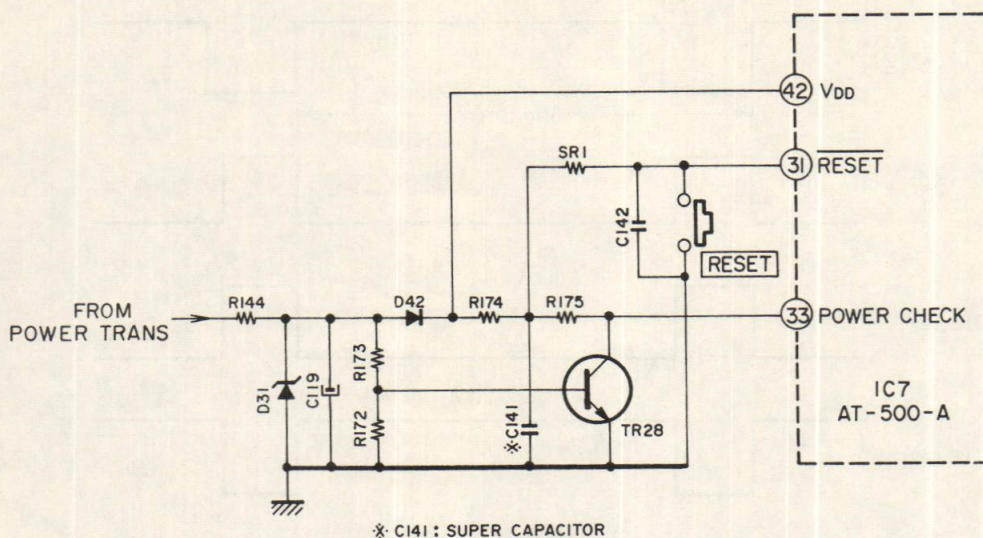 42 VDD
SR1
31 RESET
C142
RESET
FROM
POWER TRANS
R144
D42
R174
R175
33 POWER CHECK
R173
D31
C119
R172
※C141
TR28
IC7
AT-500-A
※ C141 : SUPER CAPACITOR